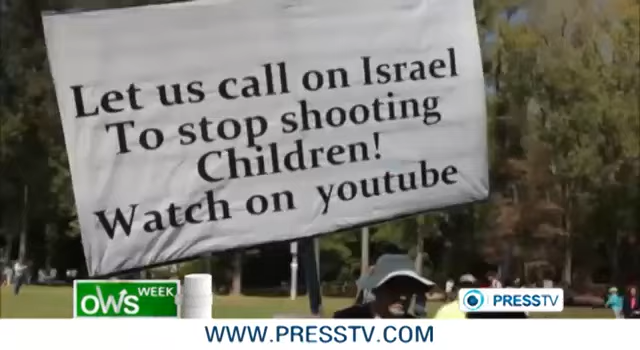 Let us call on Israel
To stop shooting
Children!
Watch on youtube
OWS WEEK
PRESSTV
WWW.PRESSTV.COM